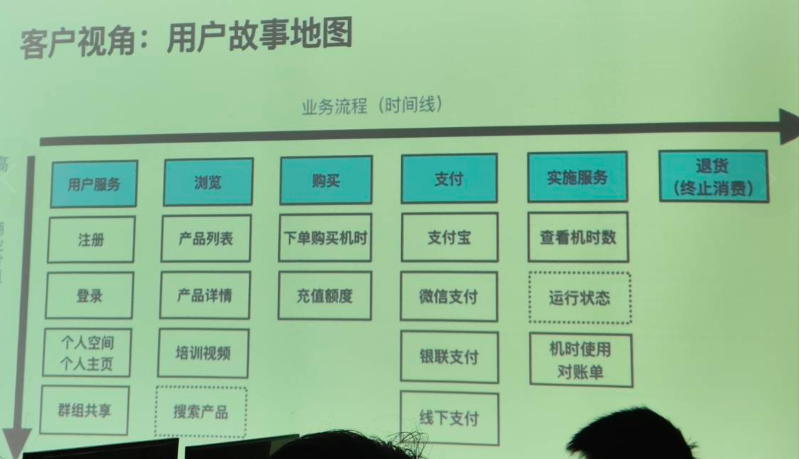 客户视角：用户故事地图
业务流程（时间线）
高
用户服务
浏览
购买
支付
实施服务
退货
（终止消费）
注册
产品列表
下单购买机时
支付宝
查看机时数
登录
产品详情
充值额度
微信支付
运行状态
个人空间
个人主页
培训视频
银联支付
机时使用
对账单
群组共享
搜索产品
线下支付